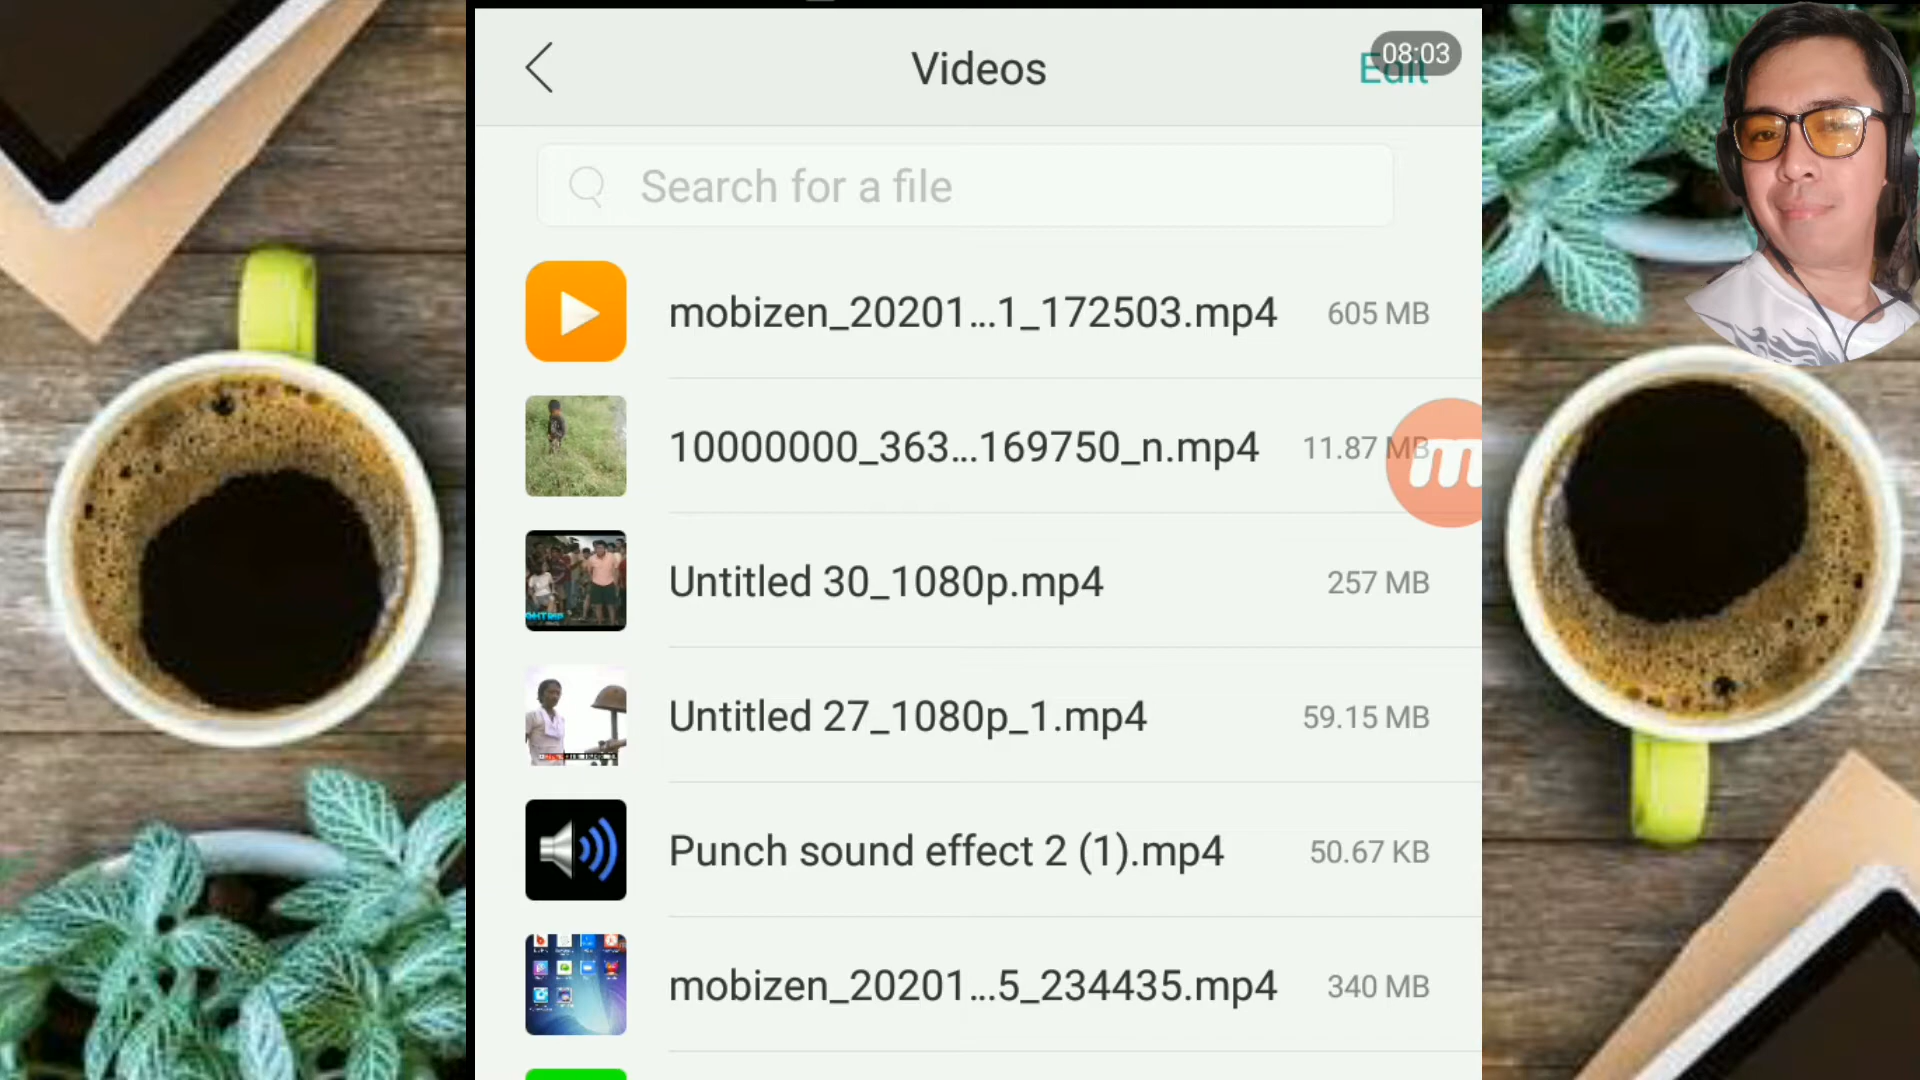 Videos
Edit
08:03
Search for a file
mobizen_20201...1_172503.mp4
605 MB
10000000_363...169750_n.mp4
11.87 MB
m
Untitled 30_1080p.mp4
257 MB
Untitled 27_1080p_1.mp4
59.15 MB
Punch sound effect 2 (1).mp4
50.67 KB
mobizen_20201...5_234435.mp4
340 MB